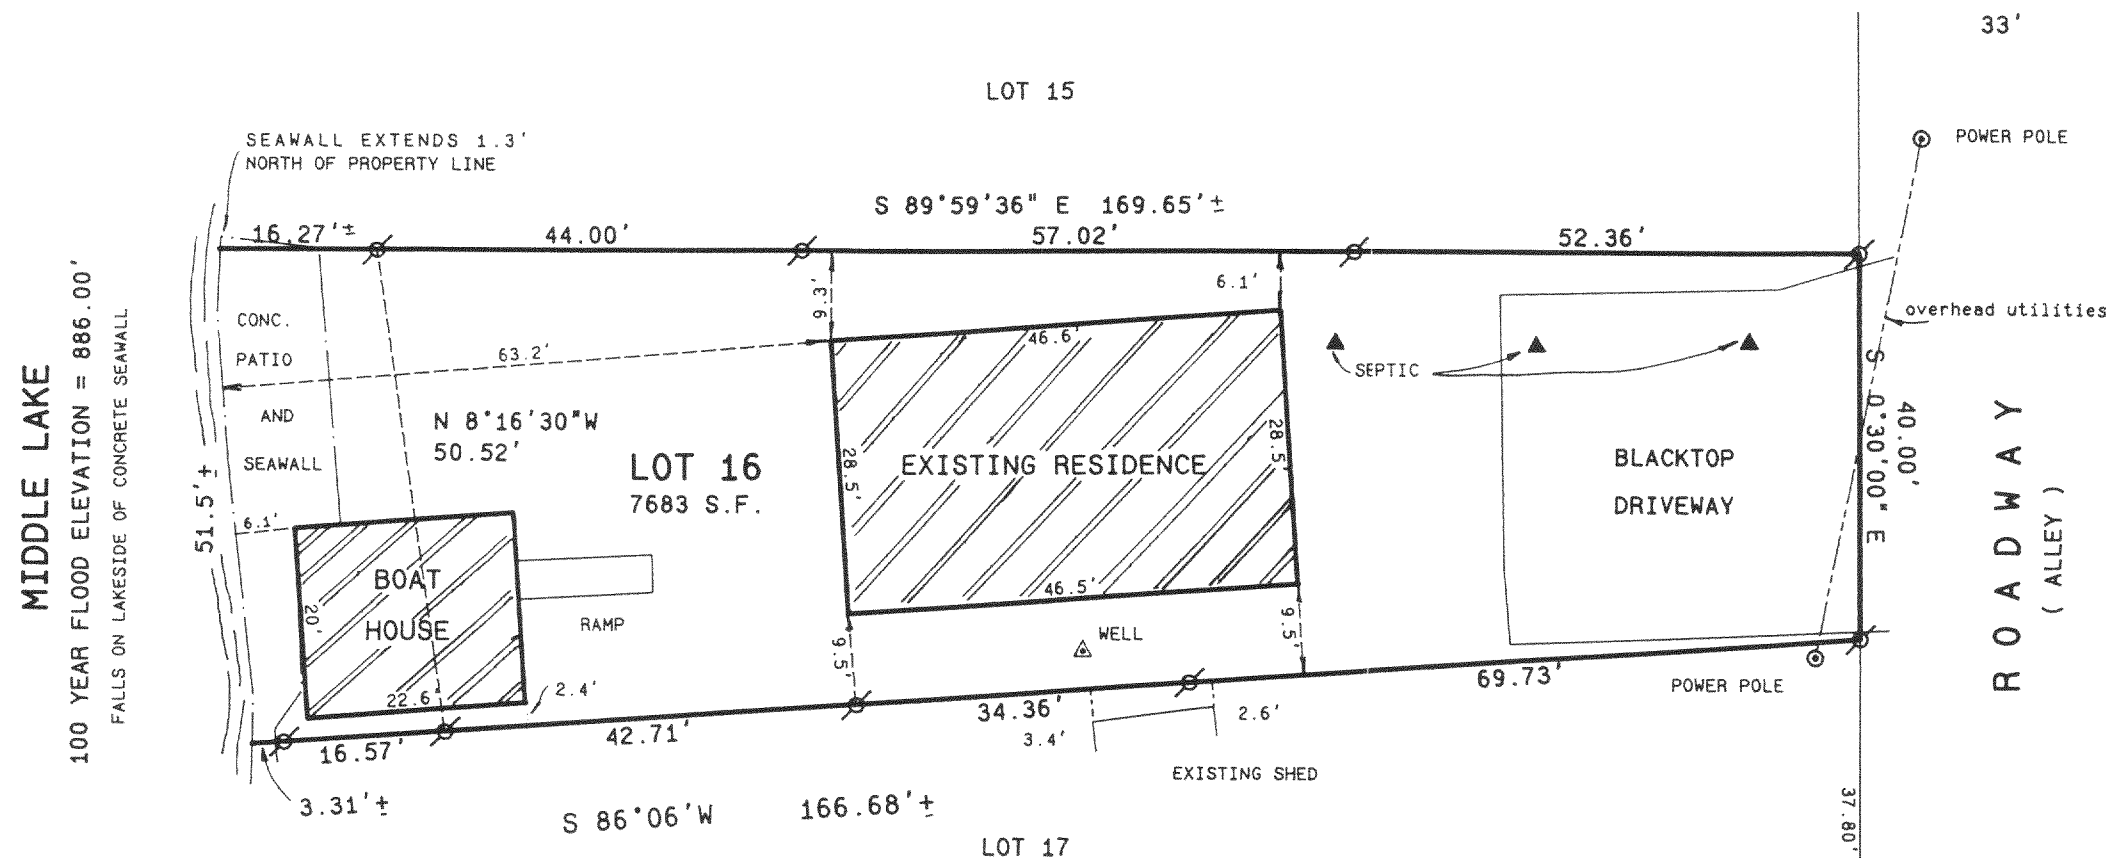 33'
LOT 15
POWER POLE
SEAWALL EXTENDS 1.3'
NORTH OF PROPERTY LINE
S 89°59'36" E 169.65'±
16.27'±
44.00'
57.02'
52.36'
9.3'
6.1'
overhead utilities
CONC.
PATIO
AND
SEAWALL
63.2'
46.6'
SEPTIC
MIDDLE LAKE
100 YEAR FLOOD ELEVATION = 886.00'
FALLS ON LAKESIDE OF CONCRETE SEAWALL
51.5'±
N 8°16'30"W
50.52'
LOT 16
7683 S.F.
28.5'
EXISTING RESIDENCE
28.5'
BLACKTOP
DRIVEWAY
S 0°30'00" E
40.00'
ROADWAY
( ALLEY )
6.1'
BOAT
HOUSE
20'
22.6'
RAMP
46.5'
WELL
9.5'
9.5'
2.4'
16.57'
42.71'
34.36'
69.73'
POWER POLE
3.4'
2.6'
EXISTING SHED
3.31'±
S 86°06'W 166.68'±
LOT 17
37.80'